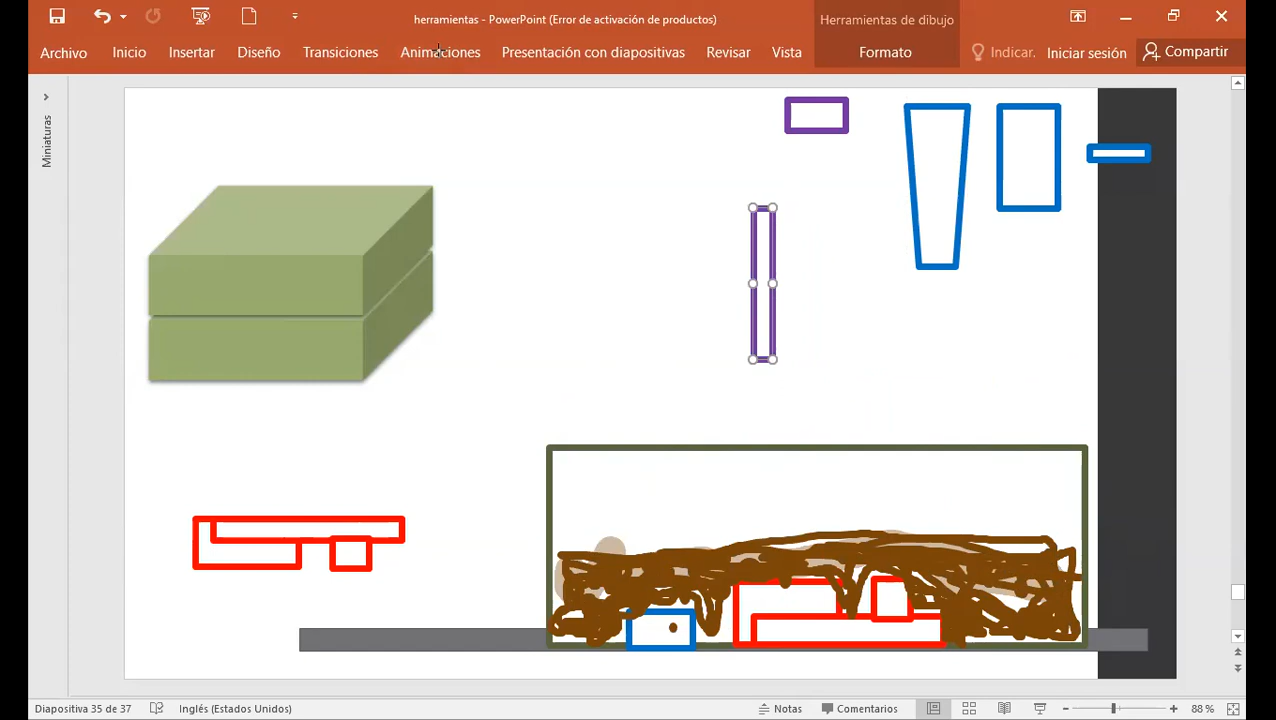 herramientas - PowerPoint (Error de activación de productos)
Herramientas de dibujo
Archivo Inicio Insertar Diseño Transiciones Animaciones Presentación con diapositivas Revisar Vista Formato Indicar. Iniciar sesión Compartir
Miniaturas
Diapositiva 35 de 37 Inglés (Estados Unidos) Notas Comentarios 88 %